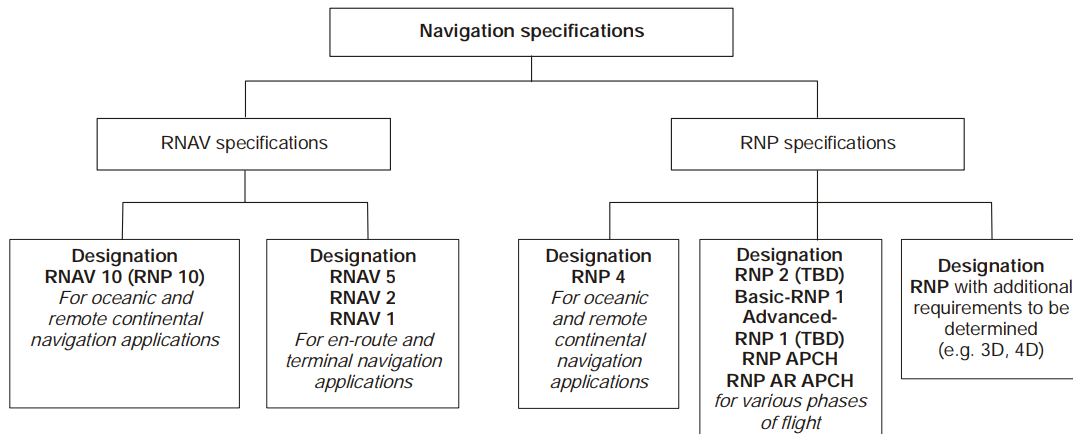 Navigation specifications
RNAV specifications
RNP specifications
Designation
RNAV 10 (RNP 10)
For oceanic and
remote continental
navigation applications
Designation
RNAV 5
RNAV 2
RNAV 1
For en-route and
terminal navigation
applications
Designation
RNP 4
For oceanic
and remote
continental
navigation
applications
Designation
RNP 2 (TBD)
Basic-RNP 1
Advanced-
RNP 1 (TBD)
RNP APCH
RNP AR APCH
for various phases
of flight
Designation
RNP with additional
requirements to be
determined
(e.g. 3D, 4D)